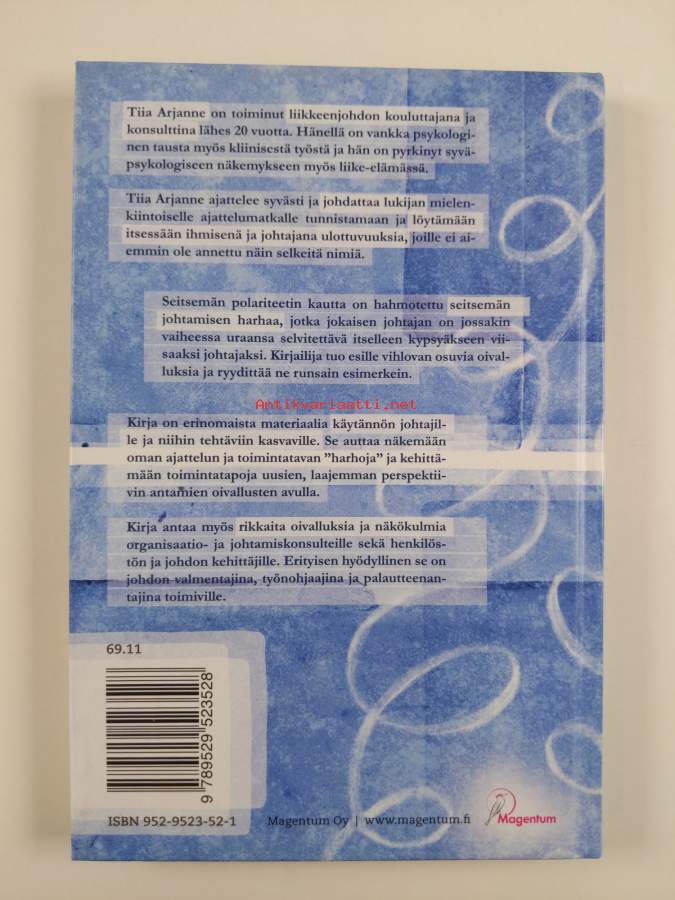 Tiia Arjanne on toiminut liikkeenjohdon kouluttajana ja
konsulttina lähes 20 vuotta. Hänellä on vankka psykologi-
nen tausta myös kliinisestä työstä ja hän on pyrkinyt syvä-
psykologiseen näkemykseen myös liike-elämässä.
Tiia Arjanne ajattelee syvästi ja johdattaa lukijan mielen-
kiintoiselle ajattelumatkalle tunnistamaan ja löytämään
itsessään ihmisenä ja johtajana ulottuvuuksia, joille ei ai-
emmin ole annettu näin selkeitä nimiä.
Seitsemän polariteetin kautta on hahmotettu seitsemän
johtamisen harhaa, jotka jokaisen johtajan on jossakin
vaiheessa uraansa selvitettävä itselleen kypsyäkseen vii-
saaksi johtajaksi. Kirjailija tuo esille vihlovan osuvia oival-
luksia ja ryydittää ne runsain esimerkein.
Antikvariaatti.net
Kirja on erinomaista materiaalia käytännön johtajil-
le ja niihin tehtäviin kasvaville. Se auttaa näkemään
oman ajattelun ja toimintatavan ”harhoja” ja kehittä-
mään toimintatapoja uusien, laajemman perspektii-
vin antamien oivallusten avulla.
Kirja antaa myös rikkaita oivalluksia ja näkökulmia
organisaatio- ja johtamiskonsulteille sekä henkilös-
tön ja johdon kehittäjille. Erityisen hyödyllinen se on
johdon valmentajina, työnohjaajina ja palautteenan-
tajina toimiville.
69.11
9 789529 523528
ISBN 952-9523-52-1
Magentum Oy | www.magentum.fi
Magentum